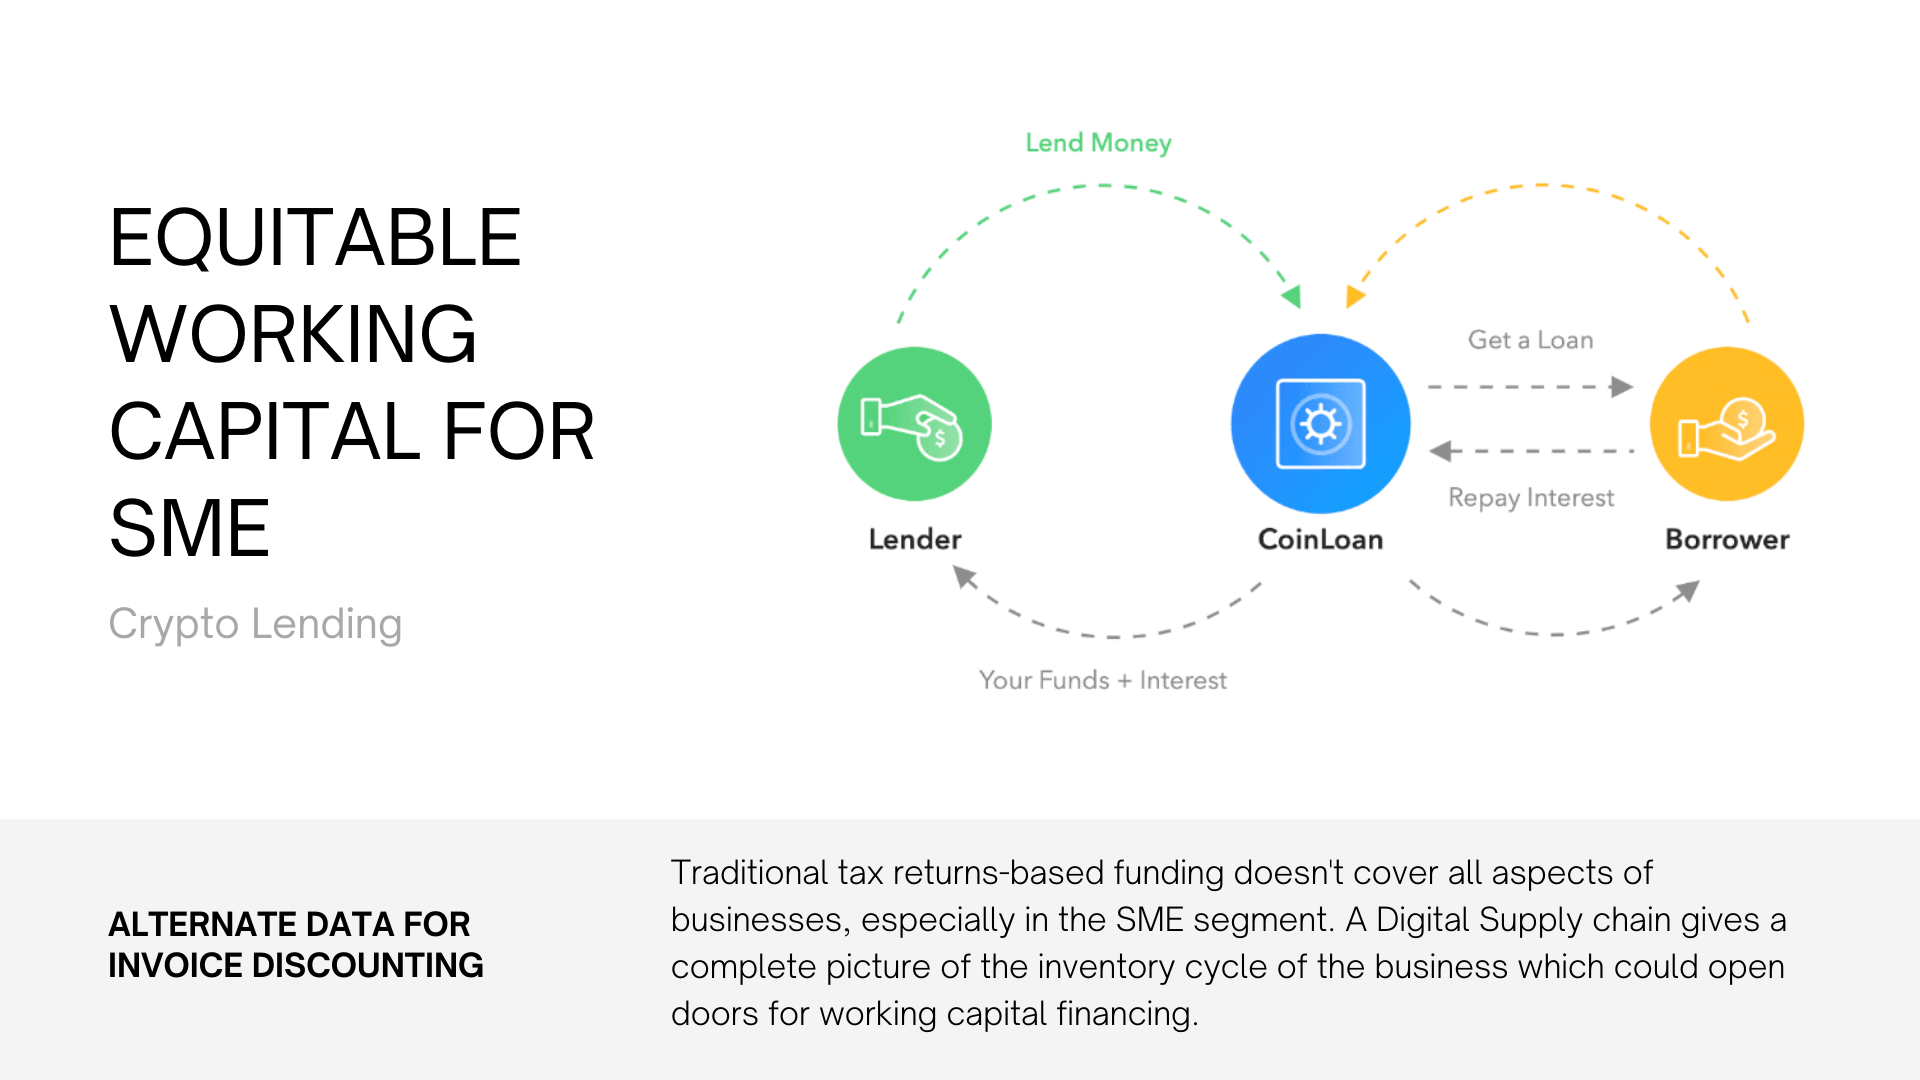 EQUITABLE
WORKING
CAPITAL FOR
SME
Crypto Lending
Lend Money
Get a Loan
Repay Interest
Lender
CoinLoan
Borrower
Your Funds + Interest
ALTERNATE DATA FOR
INVOICE DISCOUNTING
Traditional tax returns-based funding doesn't cover all aspects of
businesses, especially in the SME segment. A Digital Supply chain gives a
complete picture of the inventory cycle of the business which could open
doors for working capital financing.